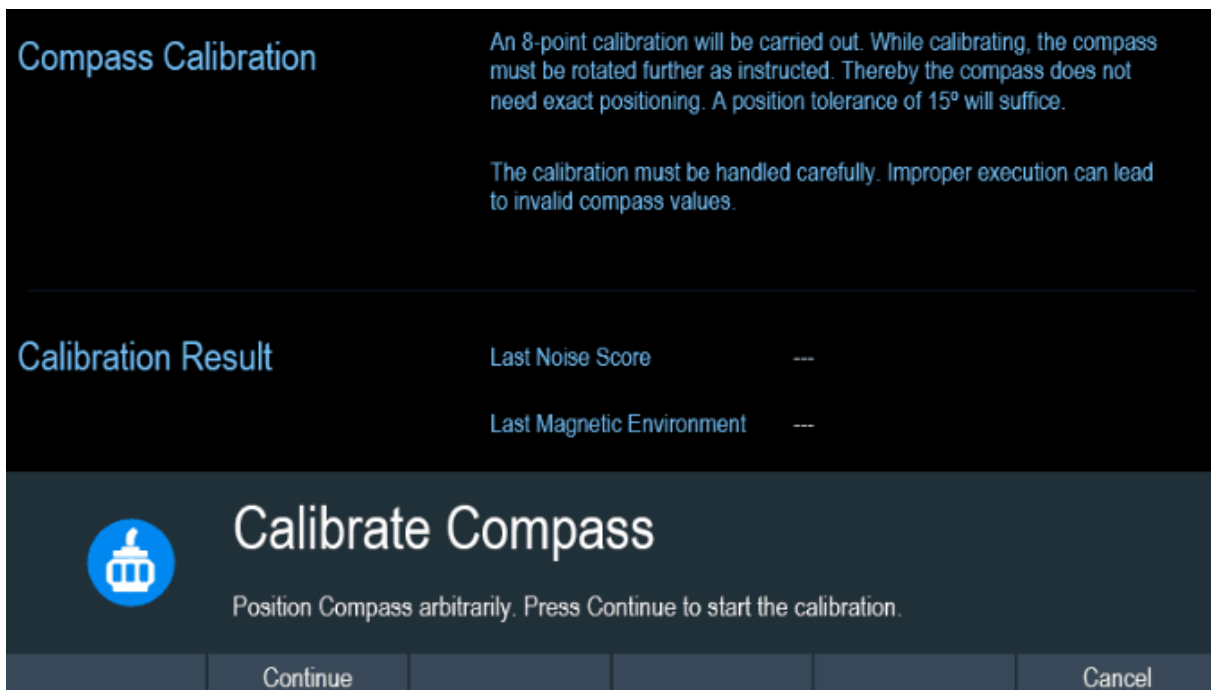 Compass Calibration
An 8-point calibration will be carried out. While calibrating, the compass
must be rotated further as instructed. Thereby the compass does not
need exact positioning. A position tolerance of 15º will suffice.
The calibration must be handled carefully. Improper execution can lead
to invalid compass values.
Calibration Result
Last Noise Score ---
Last Magnetic Environment ---
Calibrate Compass
Position Compass arbitrarily. Press Continue to start the calibration.
Continue Cancel